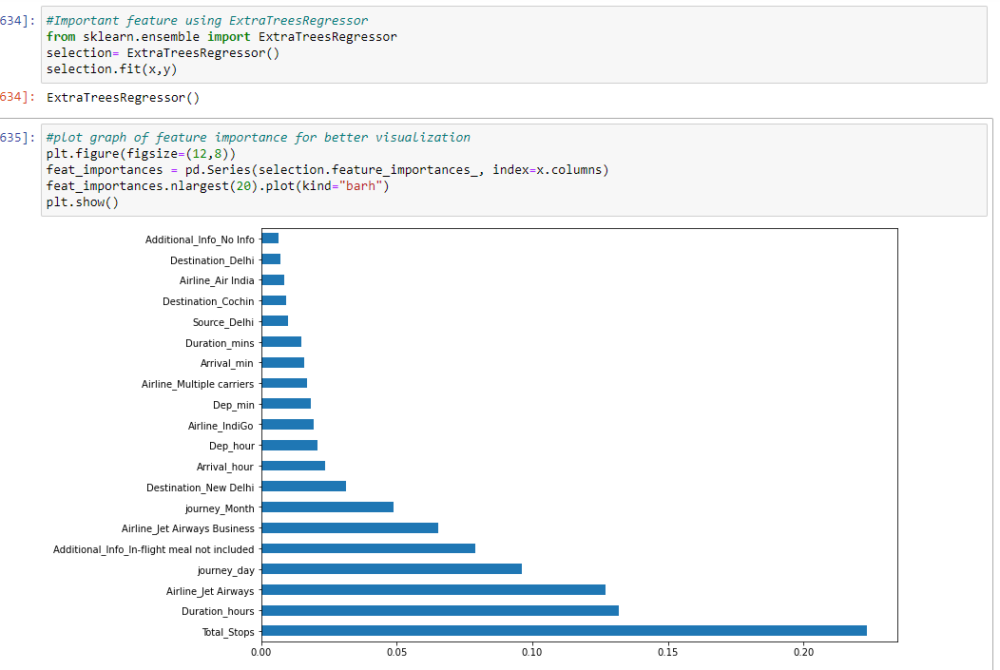 634]: #Important feature using ExtraTreesRegressor
from sklearn.ensemble import ExtraTreesRegressor
selection= ExtraTreesRegressor()
selection.fit(x,y)
634]: ExtraTreesRegressor()
635]: #plot graph of feature importance for better visualization
plt.figure(figsize=(12,8))
feat_importances = pd.Series(selection.feature_importances_, index=x.columns)
feat_importances.nlargest(20).plot(kind="barh")
plt.show()
Additional_Info_No Info
Destination_Delhi
Airline_Air India
Destination_Cochin
Source_Delhi
Duration_mins
Arrival_min
Airline_Multiple carriers
Dep_min
Airline_IndiGo
Dep_hour
Arrival_hour
Destination_New Delhi
journey_Month
Airline_Jet Airways Business
Additional_Info_In-flight meal not included
journey_day
Airline_Jet Airways
Duration_hours
Total_Stops
0.00 0.05 0.10 0.15 0.20